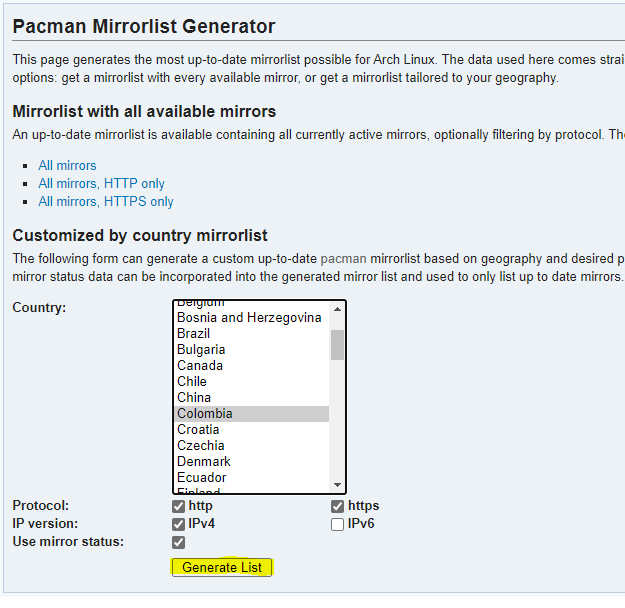 Pacman Mirrorlist Generator
This page generates the most up-to-date mirrorlist possible for Arch Linux. The data used here comes strai
options: get a mirrorlist with every available mirror, or get a mirrorlist tailored to your geography.
Mirrorlist with all available mirrors
An up-to-date mirrorlist is available containing all currently active mirrors, optionally filtering by protocol. The
All mirrors
All mirrors, HTTP only
All mirrors, HTTPS only
Customized by country mirrorlist
The following form can generate a custom up-to-date pacman mirrorlist based on geography and desired p
mirror status data can be incorporated into the generated mirror list and used to only list up to date mirrors.
Country:
Belgium
Bosnia and Herzegovina
Brazil
Bulgaria
Canada
Chile
China
Colombia
Croatia
Czechia
Denmark
Ecuador
Finland
Protocol: http https
IP version: IPv4 IPv6
Use mirror status:
Generate List